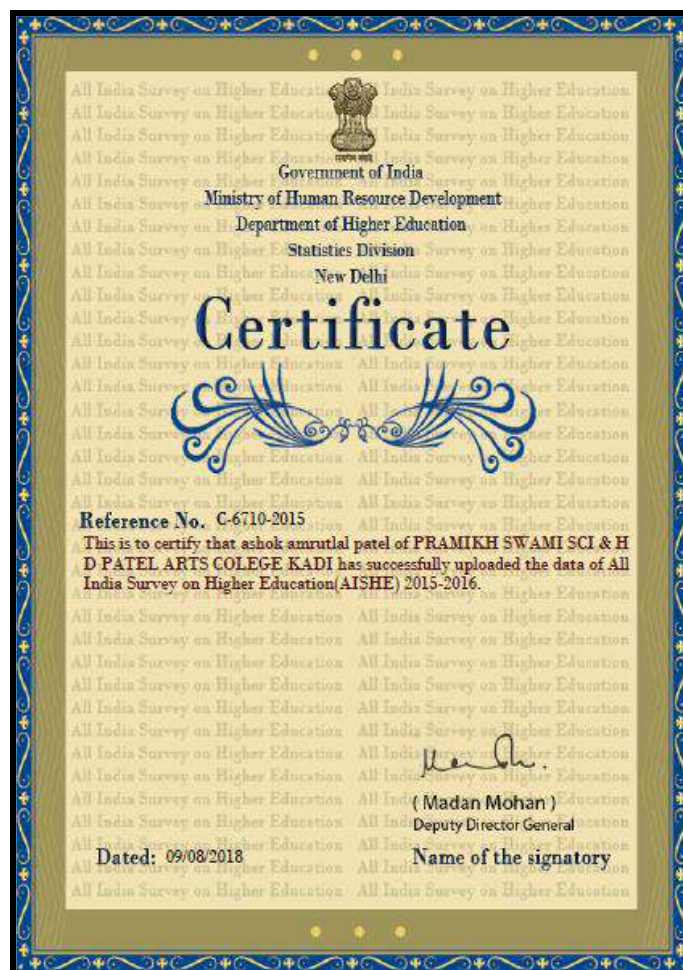 Government of India
Ministry of Human Resource Development
Department of Higher Education
Statistics Division
New Delhi
Certificate
Reference No. C-6710-2015
This is to certify that ashok amrutlal patel of PRAMIKH SWAMI SCI & H
D PATEL ARTS COLEGE KADI has successfully uploaded the data of All
India Survey on Higher Education(AISHE) 2015-2016.
( Madan Mohan )
Deputy Director General
Dated: 09/08/2018
Name of the signatory